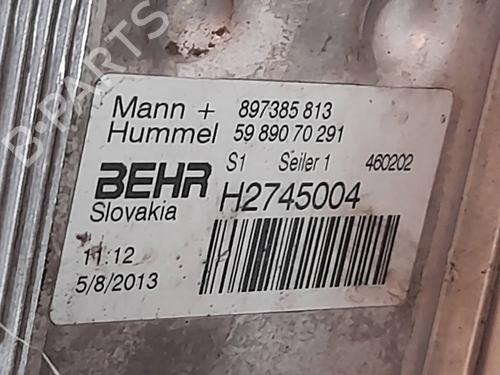 Mann + 897385 813
Hummel 59 890 70 291
S1 Seiler 1 460202
BEHR H2745004
Slovakia
11:12
5/8/2013
B-PARTS